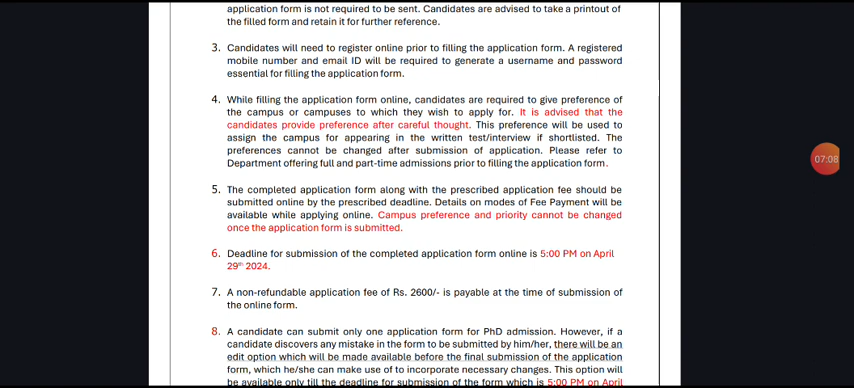 application form is not required to be sent. Candidates are advised to take a printout of
the filled form and retain it for further reference.
3. Candidates will need to register online prior to filling the application form. A registered
mobile number and email ID will be required to generate a username and password
essential for filling the application form.
4. While filling the application form online, candidates are required to give preference of
the campus or campuses to which they wish to apply for. It is advised that the
candidates provide preference after careful thought. This preference will be used to
assign the campus for appearing in the written test/interview if shortlisted. The
preferences cannot be changed after submission of application. Please refer to
Department offering full and part-time admissions prior to filling the application form.
07:08
5. The completed application form along with the prescribed application fee should be
submitted online by the prescribed deadline. Details on modes of Fee Payment will be
available while applying online. Campus preference and priority cannot be changed
once the application form is submitted.
6. Deadline for submission of the completed application form online is 5:00 PM on April
29th 2024.
7. A non-refundable application fee of Rs. 2600/- is payable at the time of submission of
the online form.
8. A candidate can submit only one application form for PhD admission. However, if a
candidate discovers any mistake in the form to be submitted by him/her, there will be an
edit option which will be made available before the final submission of the application
form, which he/she can make use of to incorporate necessary changes. This option will
be available only till the deadline for submission of the form which is 5:00 PM on April